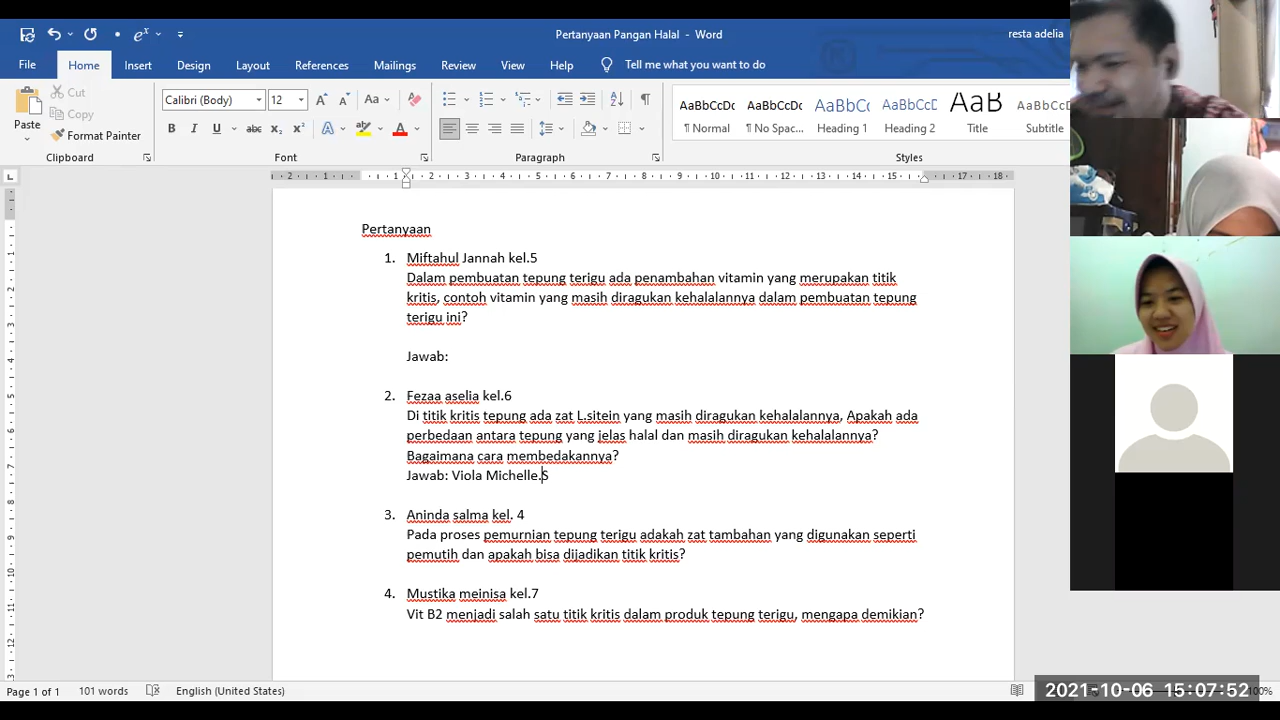 Pertanyaan Pangan Halal - Word
resta adelia
File Home Insert Design Layout References Mailings Review View Help Tell me what you want to do
Cut
Copy
Format Painter
Paste
Calibri (Body) 12
AaBbCcDc AaBbCcDc AaBbCcD AaBbCcD AaB AaBbCcD
¶ Normal ¶ No Spac... Heading 1 Heading 2 Title Subtitle
Clipboard Font Paragraph Styles
Pertanyaan
1. Miftahul Jannah kel.5
Dalam pembuatan tepung terigu ada penambahan vitamin yang merupakan titik
kritis, contoh vitamin yang masih diragukan kehalalannya dalam pembuatan tepung
terigu ini?
Jawab:
2. Fezaa aselia kel.6
Di titik kritis tepung ada zat L.sitein yang masih diragukan kehalalannya, Apakah ada
perbedaan antara tepung yang jelas halal dan masih diragukan kehalalannya?
Bagaimana cara membedakannya?
Jawab: Viola Michelle.S
3. Aninda salma kel. 4
Pada proses pemurnian tepung terigu adakah zat tambahan yang digunakan seperti
pemutih dan apakah bisa dijadikan titik kritis?
4. Mustika meinisa kel.7
Vit B2 menjadi salah satu titik kritis dalam produk tepung terigu, mengapa demikian?
Page 1 of 1 101 words English (United States) 100%
2021-10-06 15:07:52